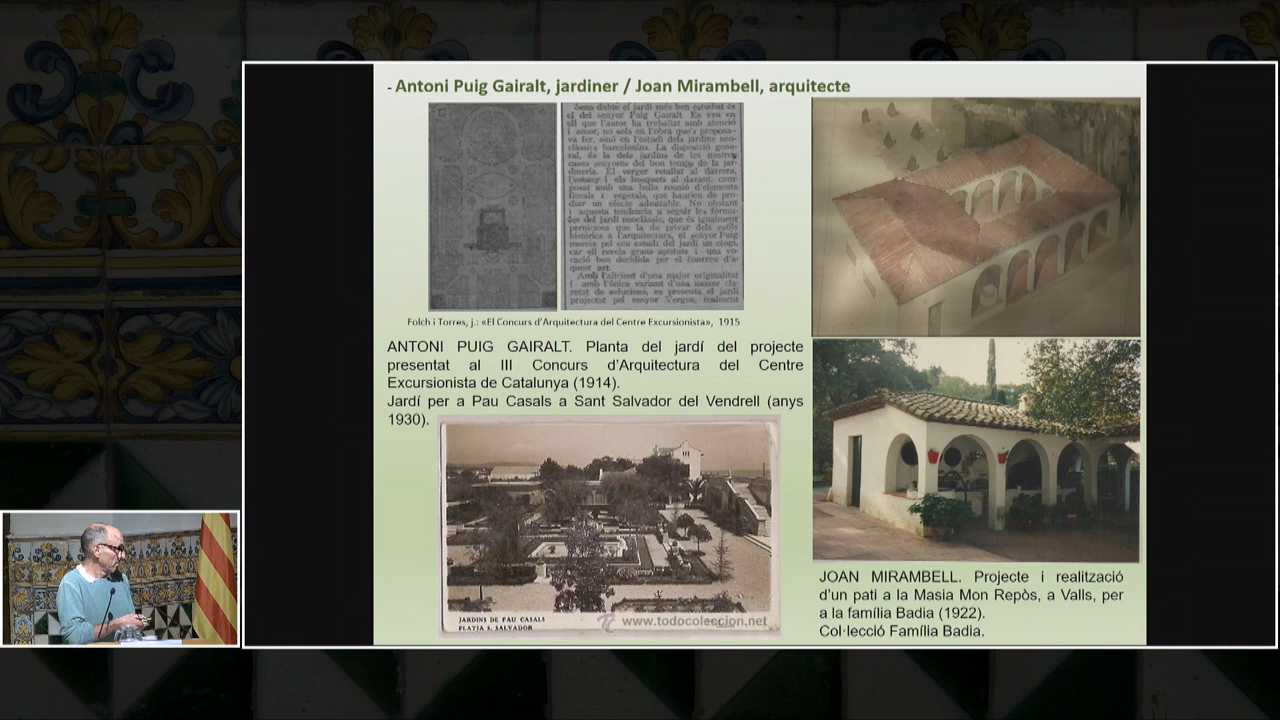 - Antoni Puig Gairalt, jardiner / Joan Mirambell, arquitecte
Sens dubte el jardí més ben estudiat és
el del senyor Puig Gairalt. Es veu en
ell que l'autor ha treballat amb atenció
i amor, no sols en l'obra que's proposa-
va fer, sinó en l'estudi dels jardins neo-
clàssics barcelonins. La disposició gene-
ral, és la dels jardins de les nostres
cases senyores del bon temps de la jar-
dineria. El verger retallat al darrera,
l'estany i els bosquets al davant, com-
posat amb una bella reunió d'elements
florals i vegetals, que haurien de pro-
duir un efecte admirable. No obstant
i aquesta tendencia a seguir les fórmu-
les del jardí neoclàssic, que és igualment
perniciosa que la de privar dels estils
històrics a l'arquitectura, el senyor Puig
mereix pel seu estudi del jardí un elogi,
car ell revela grans aptituts i una vo-
cació ben decidida per el conreu d'a-
quest art.
Amb l'alicient d'una major originalitat
i amb l'única variant d'una menor cla-
retat de solucions, es presenta el jardí
projectat pel senyor Verges, igualment
Folch i Torres, j.: «El Concurs d'Arquitectura del Centre Excursionista», 1915
ANTONI PUIG GAIRALT. Planta del jardí del projecte
presentat al III Concurs d'Arquitectura del Centre
Excursionista de Catalunya (1914).
Jardí per a Pau Casals a Sant Salvador del Vendrell (anys
1930).
JARDINS DE PAU CASALS
PLATJA S. SALVADOR
www.todocoleccion.net
JOAN MIRAMBELL. Projecte i realització
d'un pati a la Masia Mon Repòs, a Valls, per
a la família Badia (1922).
Col·lecció Família Badia.